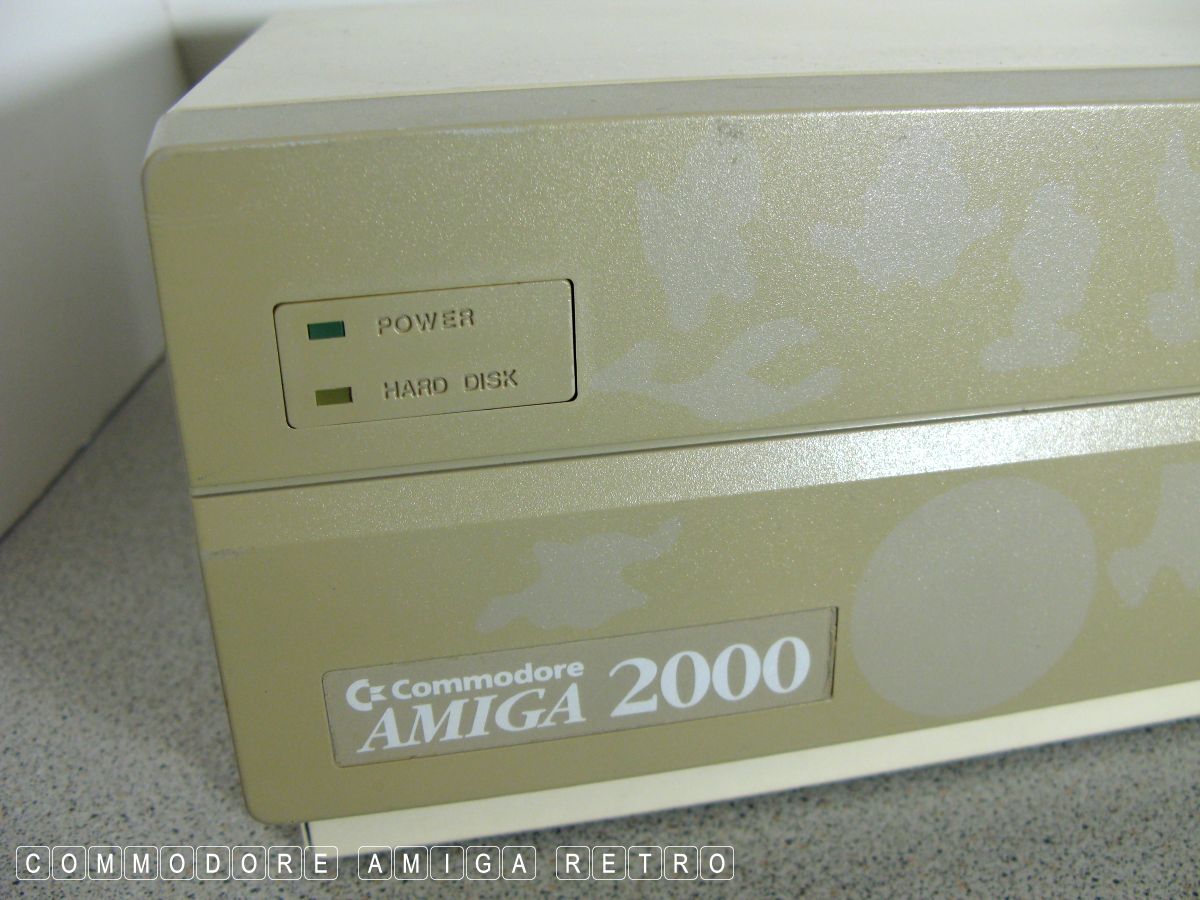 POWER
HARD DISK
Commodore
AMIGA 2000
COMMODORE AMIGA RETRO